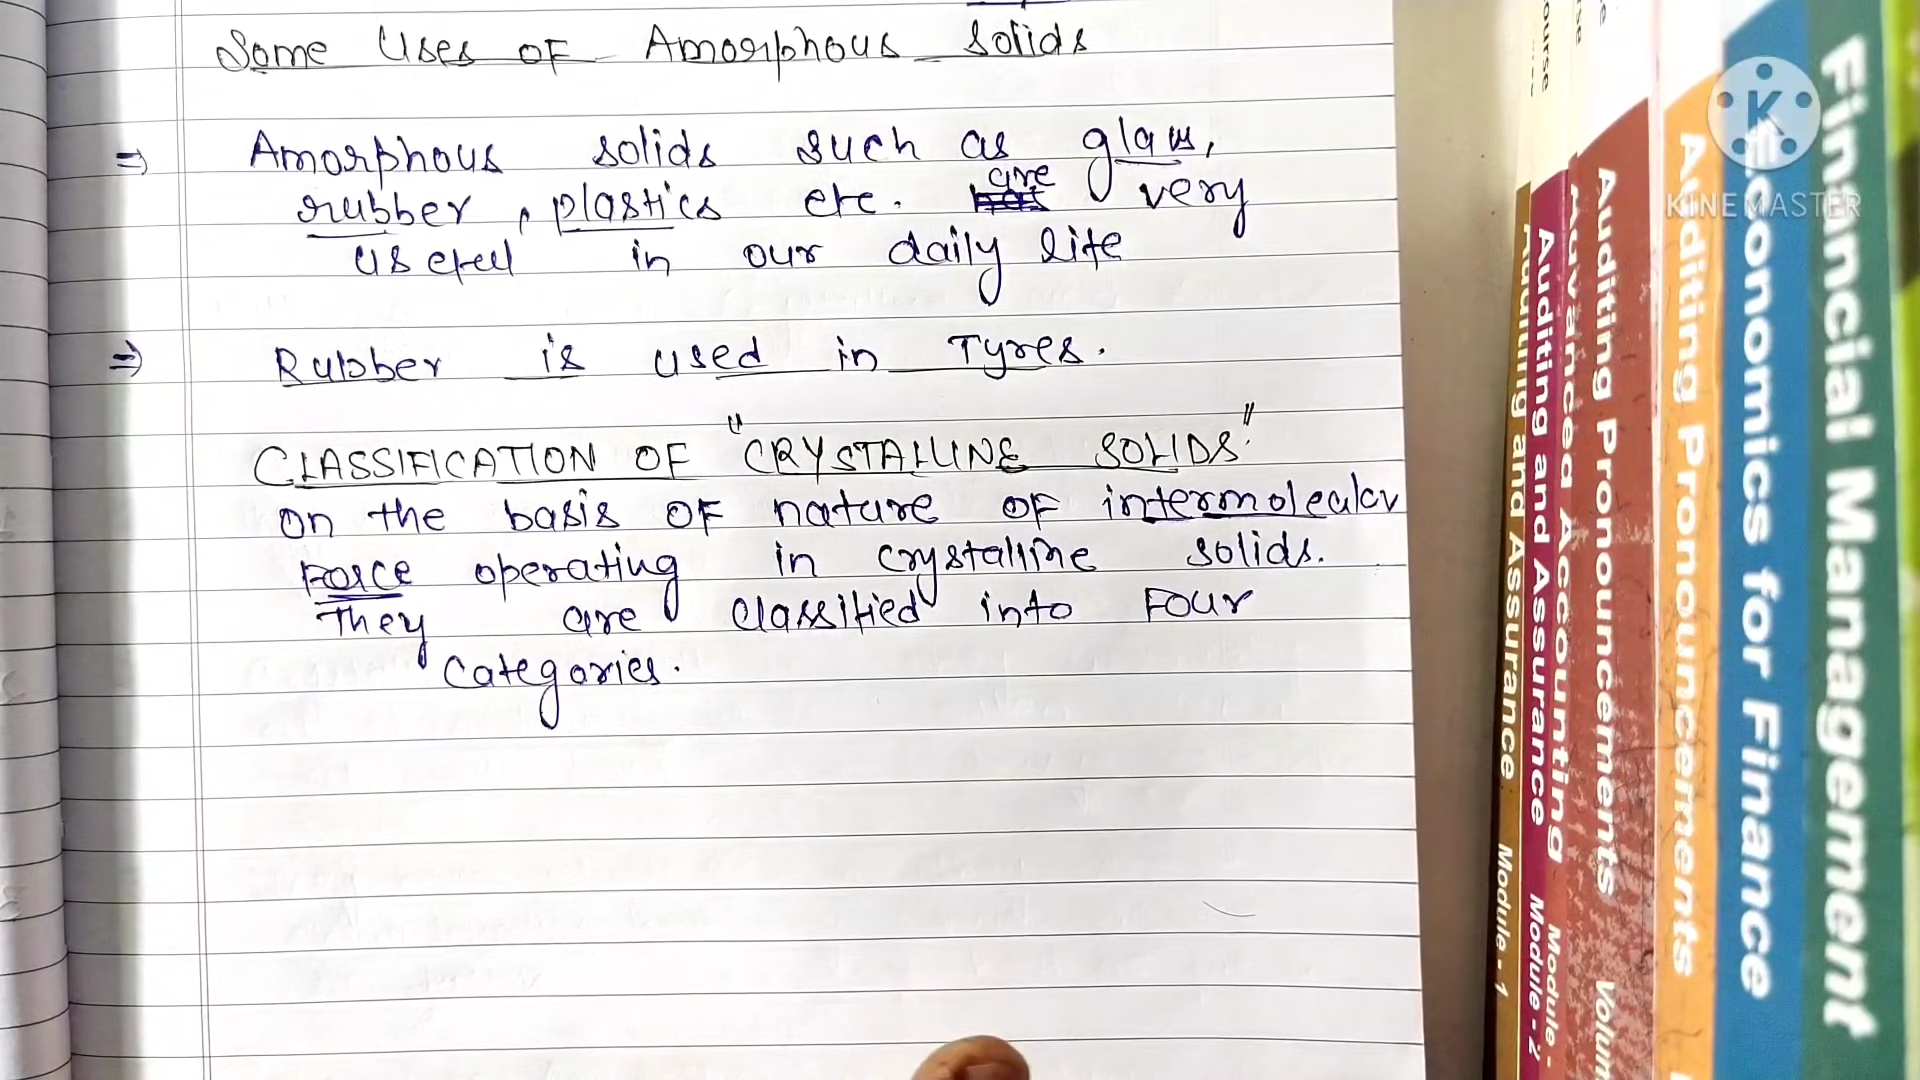 Some Uses OF Amorphous Solids
⇒ Amorphous solids such as glass,
rubber, plastics etc. are very
useful in our daily life
⇒ Rubber is used in Tyres.
CLASSIFICATION OF "CRYSTALLINE SOLIDS"
on the basis of nature of intermolecular
Force operating in crystalline solids.
They are classified into Four
Categories.
KINEMASTER
Financial Management
Economics for Finance
Auditing Pronouncements
Auditing Pronouncements Volum
Advanced Accounting Module -
Auditing and Assurance Module - 2
Auditing and Assurance Module - 1